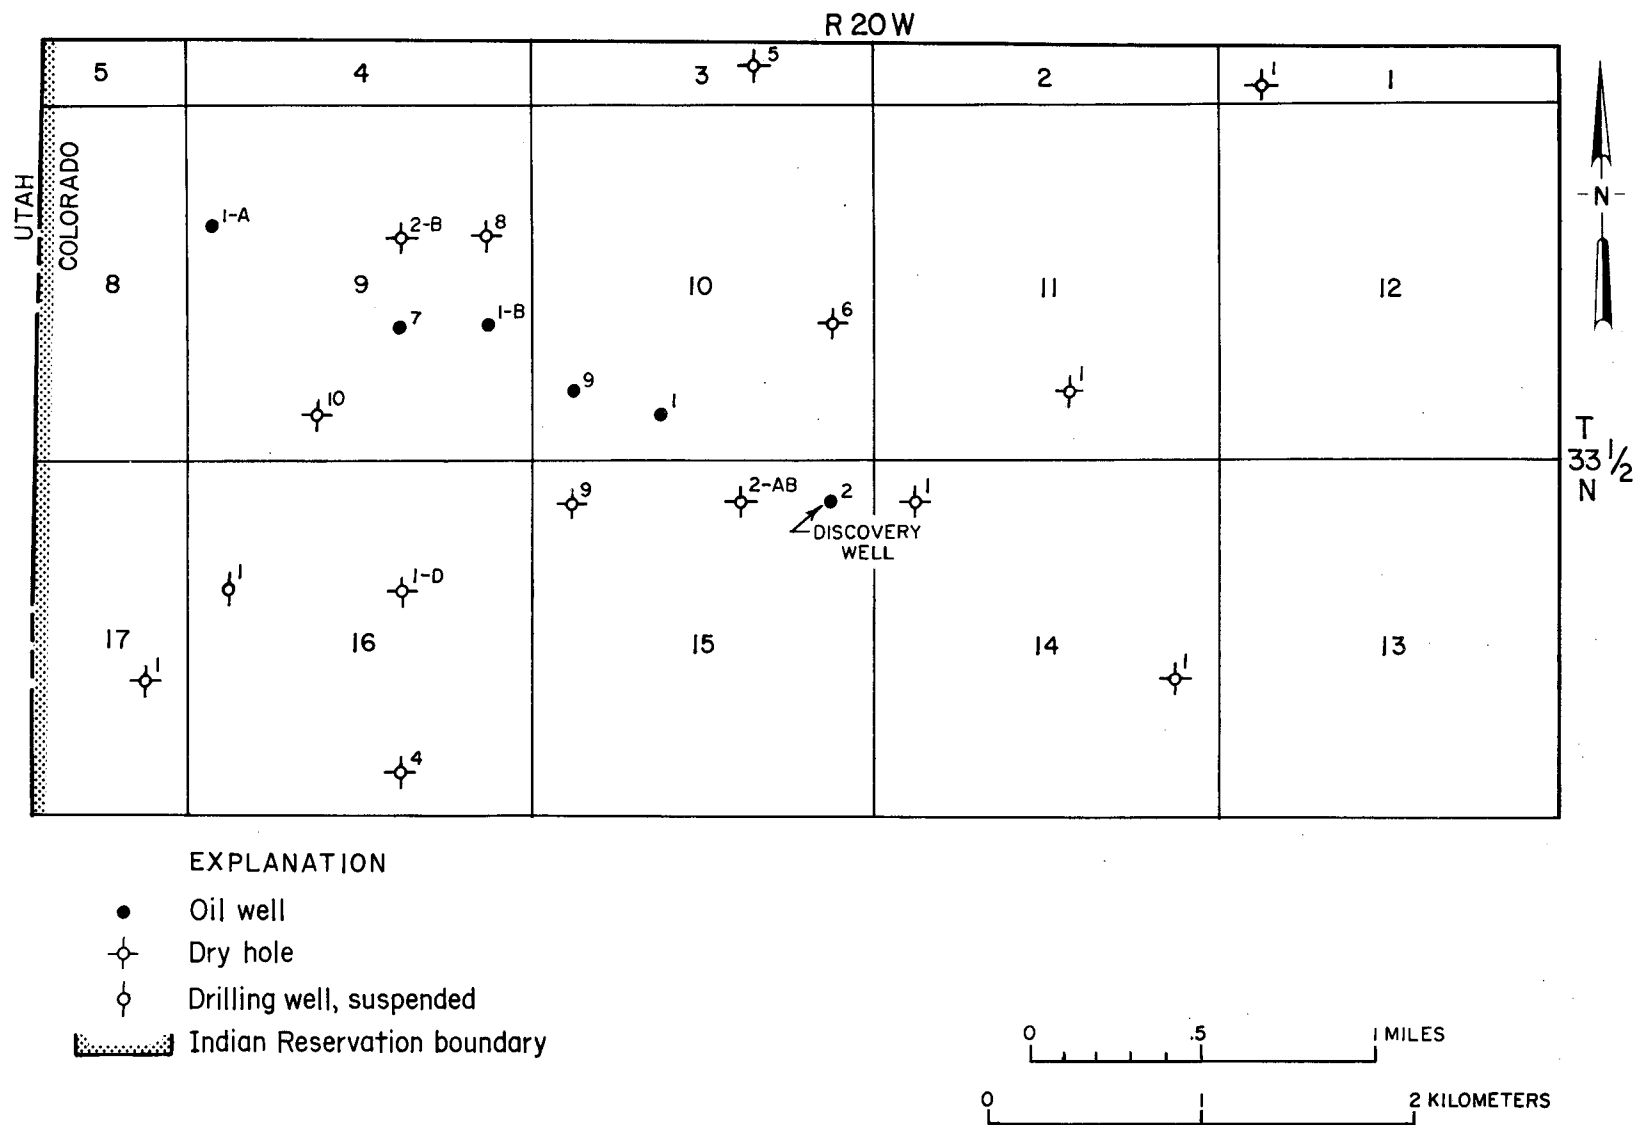 R 20 W
5
4
3
5
2
1
1
UTAH
COLORADO
N
1-A
2-B
8
8
9
10
11
12
7
1-B
6
9
1
10
1
T
33 1/2
N
9
2-AB
2
1
DISCOVERY
WELL
1
1-D
17
16
15
14
13
1
1
4
EXPLANATION
Oil well
Dry hole
Drilling well, suspended
Indian Reservation boundary
0 .5 1 MILES
0 1 2 KILOMETERS